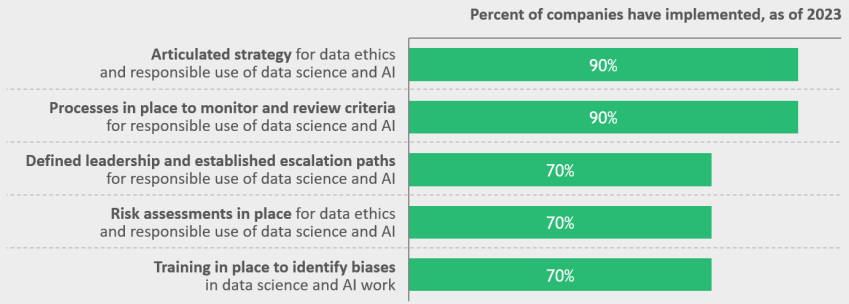 Percent of companies have implemented, as of 2023
Articulated strategy for data ethics
and responsible use of data science and AI
90%
Processes in place to monitor and review criteria
for responsible use of data science and AI
90%
Defined leadership and established escalation paths
for responsible use of data science and AI
70%
Risk assessments in place for data ethics
and responsible use of data science and AI
70%
Training in place to identify biases
in data science and AI work
70%